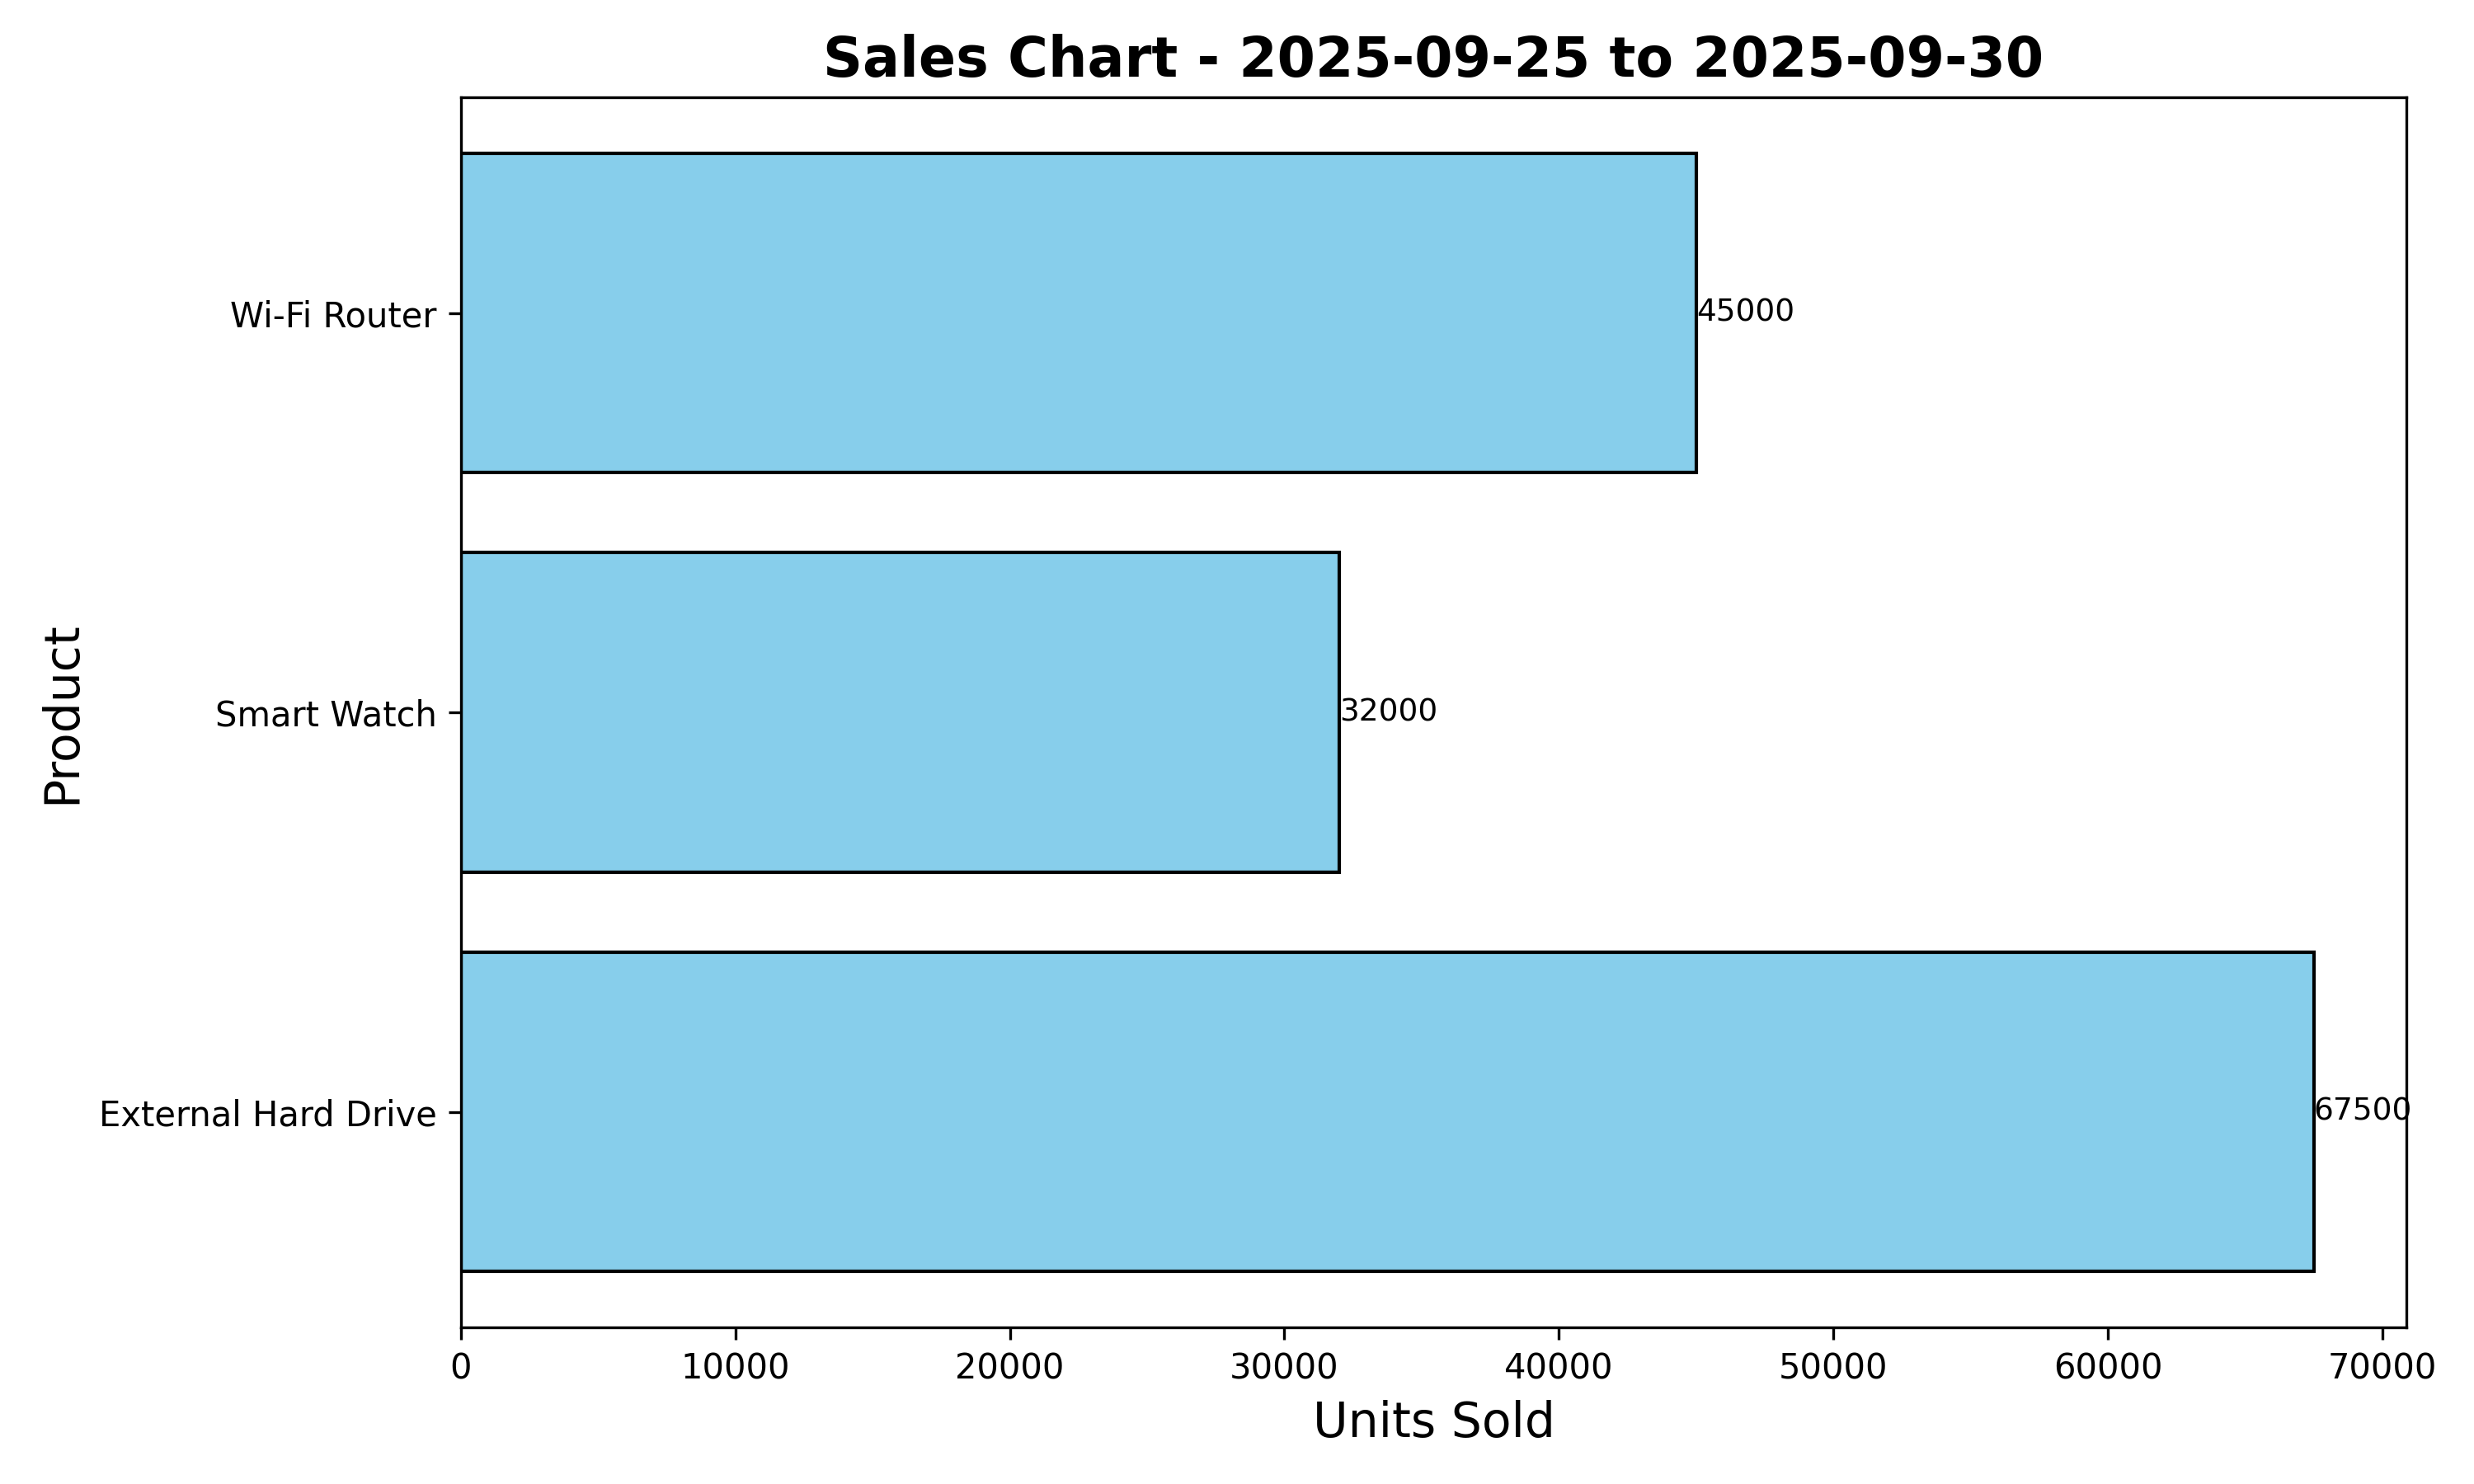 Sales Chart - 2025-09-25 to 2025-09-30
Product
Wi-Fi Router
45000
Smart Watch
32000
External Hard Drive
67500
0 10000 20000 30000 40000 50000 60000 70000
Units Sold